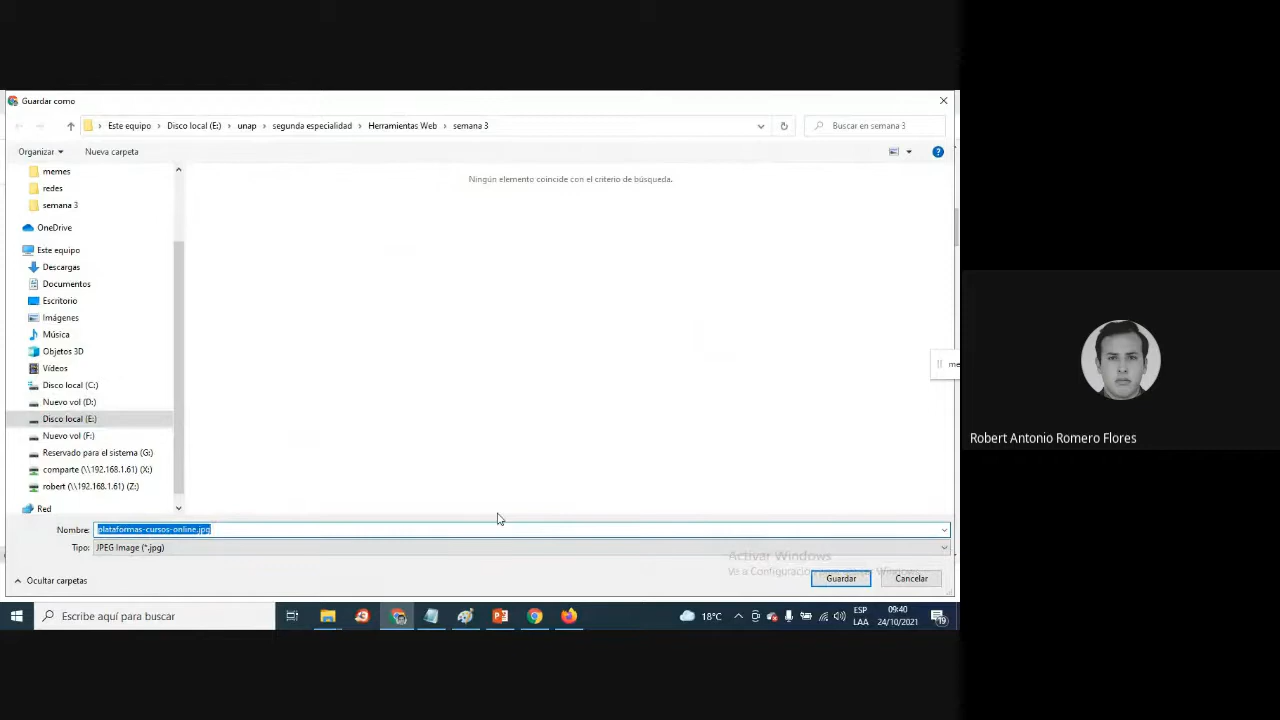 Guardar como
Este equipo > Disco local (E:) > unap > segunda especialidad > Herramientas Web > semana 3
Buscar en semana 3
Organizar
Nueva carpeta
memes
redes
semana 3
OneDrive
Este equipo
Descargas
Documentos
Escritorio
Imágenes
Música
Objetos 3D
Vídeos
Disco local (C:)
Nuevo vol (D:)
Disco local (E:)
Nuevo vol (F:)
Reservado para el sistema (G:)
comparte (\\192.168.1.61) (X:)
robert (\\192.168.1.61) (Z:)
Red
Ningún elemento coincide con el criterio de búsqueda.
me
Robert Antonio Romero Flores
Nombre: plataformas-cursos-online.jpg
Tipo: JPEG Image (*.jpg)
Activar Windows
Ve a Configuración Windows.
Ocultar carpetas
Guardar
Cancelar
Escribe aquí para buscar
18°C
ESP
LAA
09:40
24/10/2021
19